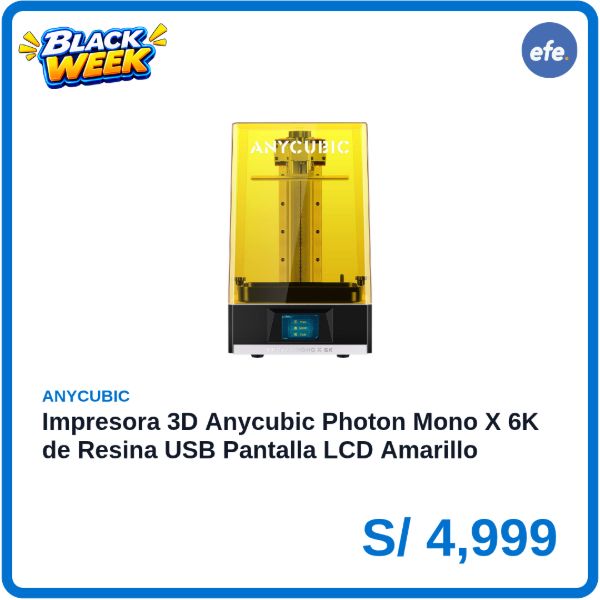 BLACK
WEEK
efe.
ANYCUBIC
ANYCUBIC
Impresora 3D Anycubic Photon Mono X 6K
de Resina USB Pantalla LCD Amarillo
S/ 4,999